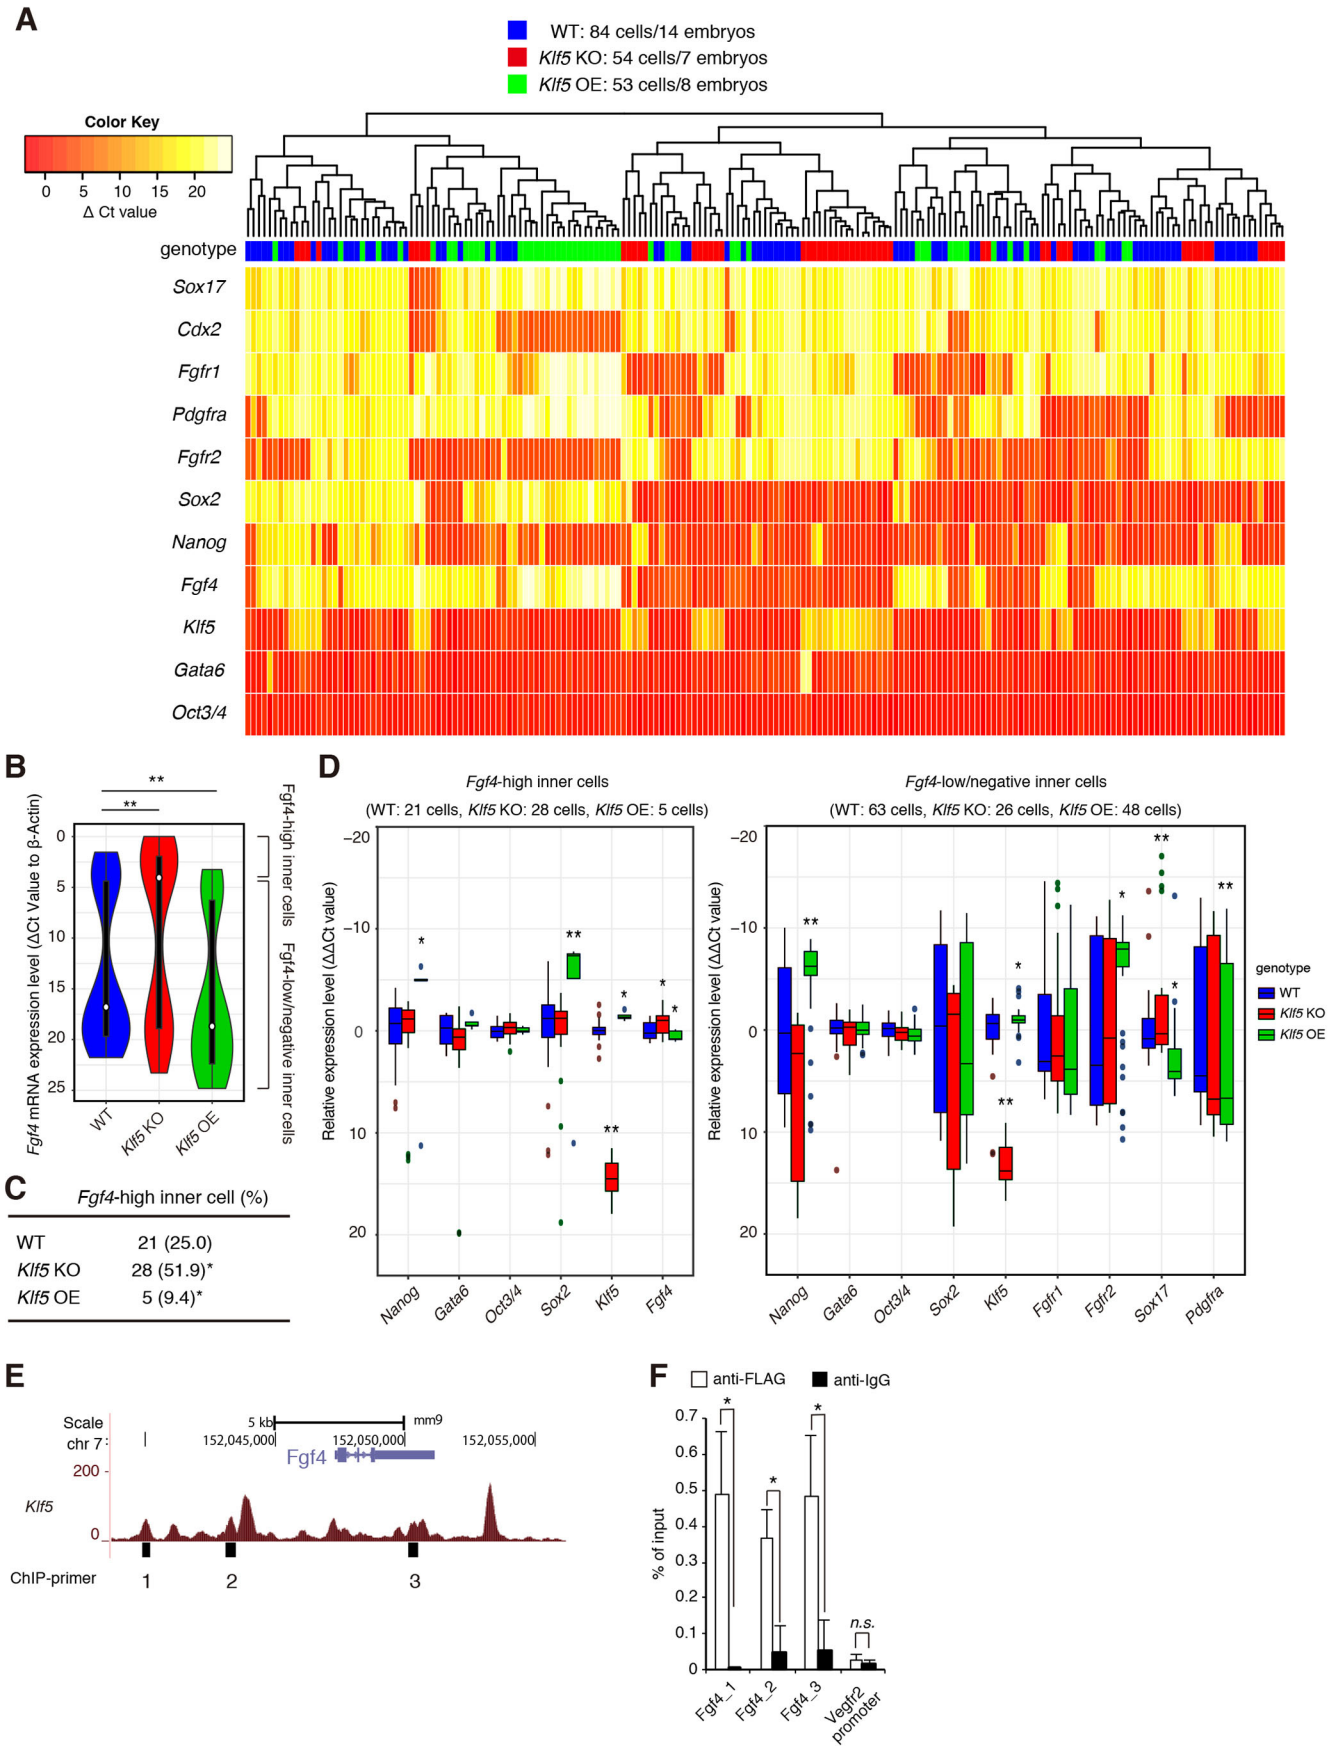 A
WT: 84 cells/14 embryos
Klf5 KO: 54 cells/7 embryos
Klf5 OE: 53 cells/8 embryos
Color Key
0 5 10 15 20
Δ Ct value
genotype
Sox17
Cdx2
Fgfr1
Pdgfra
Fgfr2
Sox2
Nanog
Fgf4
Klf5
Gata6
Oct3/4
B
**
**
Fgf4 mRNA expression level (ΔCt Value to β-Actin)
0
5
10
15
20
25
WT
Klf5 KO
Klf5 OE
Fgf4-high inner cells
Fgf4-low/negative inner cells
C
Fgf4-high inner cell (%)
WT 21 (25.0)
Klf5 KO 28 (51.9)*
Klf5 OE 5 (9.4)*
D
Fgf4-high inner cells
(WT: 21 cells, Klf5 KO: 28 cells, Klf5 OE: 5 cells)
Relative expression level (ΔΔCt value)
−20
−10
0
10
20
*
**
*
**
*
*
Nanog
Gata6
Oct3/4
Sox2
Klf5
Fgf4
Fgf4-low/negative inner cells
(WT: 63 cells, Klf5 KO: 26 cells, Klf5 OE: 48 cells)
Relative expression level (ΔΔCt value)
−20
−10
0
10
20
**
**
*
*
**
*
**
Nanog
Gata6
Oct3/4
Sox2
Klf5
Fgfr1
Fgfr2
Sox17
Pdgfra
genotype
WT
Klf5 KO
Klf5 OE
E
Scale
5 kb
mm9
chr 7:
152,045,000
152,050,000
152,055,000
Fgf4
200
Klf5
0
ChIP-primer
1 2 3
F
anti-FLAG
anti-IgG
% of input
0.7
0.6
0.5
0.4
0.3
0.2
0.1
0
*
*
*
n.s.
Fgf4_1
Fgf4_2
Fgf4_3
Vegfr2
promoter